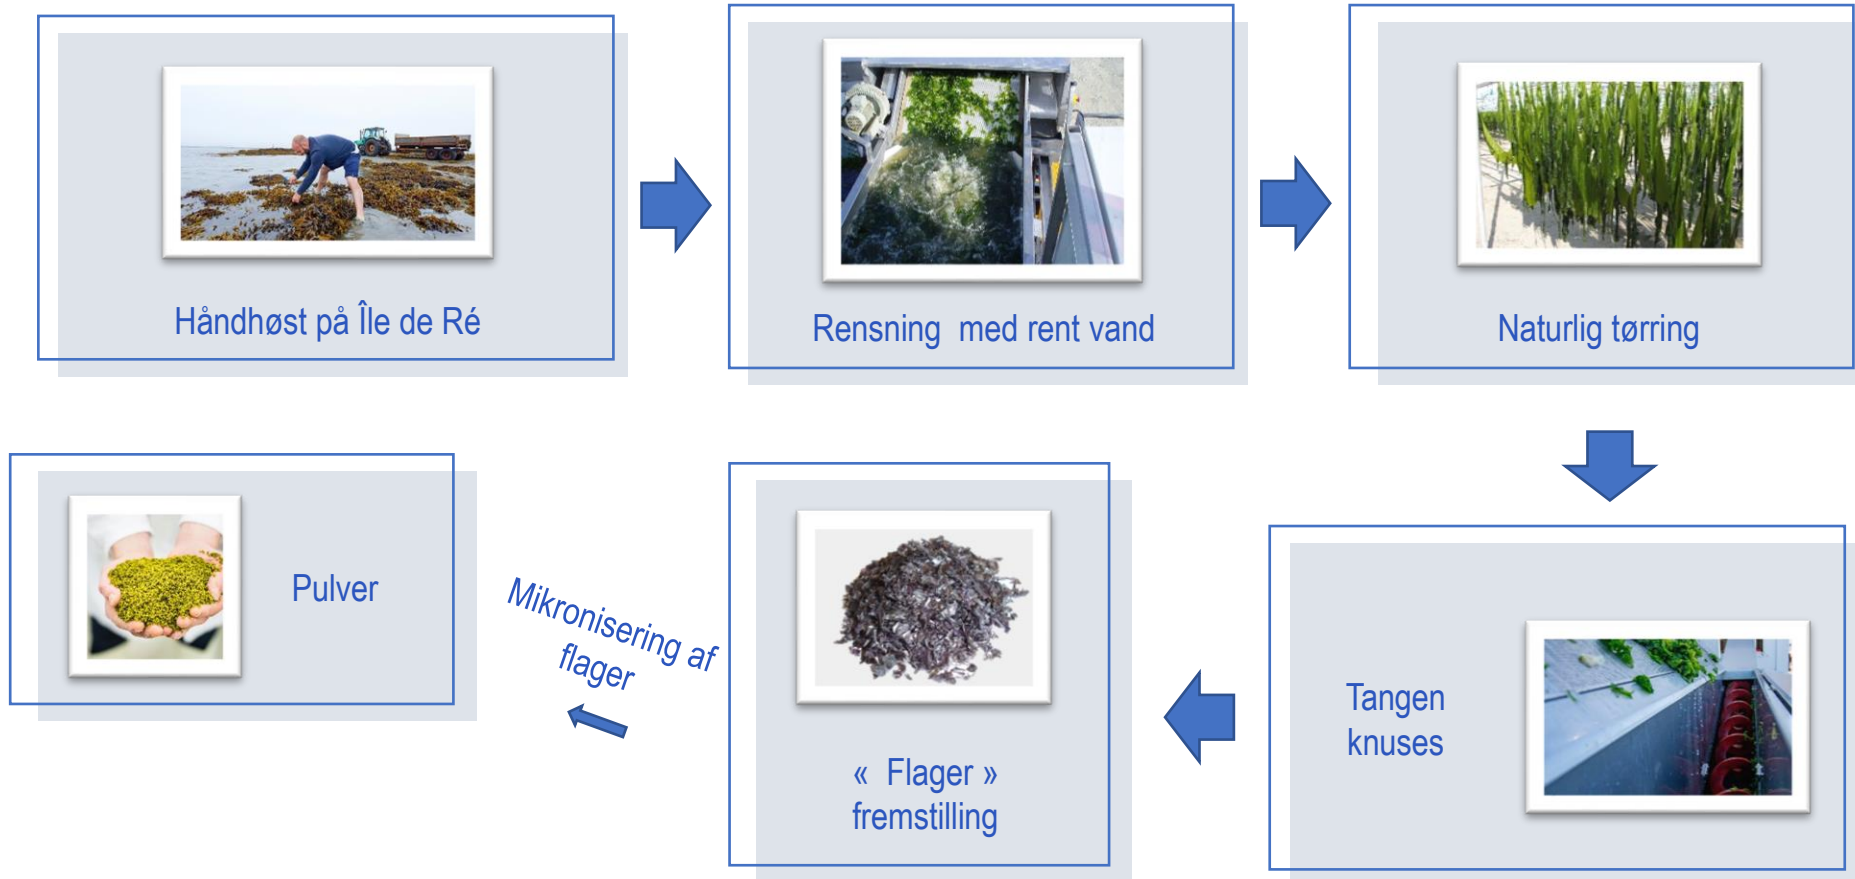 Håndhøst på Île de Ré
Rensning  med rent vand
Naturlig tørring
Tangen
knuses
«  Flager »
fremstilling
Mikronisering af
flager
Pulver